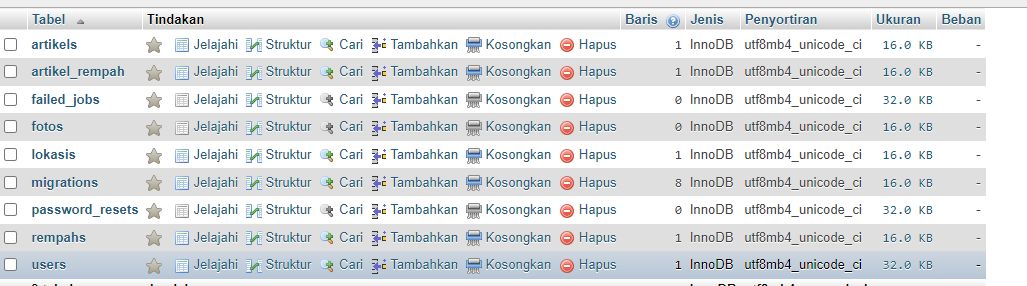 Tabel Tindakan Baris Jenis Penyortiran Ukuran Beban
artikels Jelajahi Struktur Cari Tambahkan Kosongkan Hapus 1 InnoDB utf8mb4_unicode_ci 16.0 KB -
artikel_rempah Jelajahi Struktur Cari Tambahkan Kosongkan Hapus 1 InnoDB utf8mb4_unicode_ci 16.0 KB -
failed_jobs Jelajahi Struktur Cari Tambahkan Kosongkan Hapus 0 InnoDB utf8mb4_unicode_ci 32.0 KB -
fotos Jelajahi Struktur Cari Tambahkan Kosongkan Hapus 0 InnoDB utf8mb4_unicode_ci 16.0 KB -
lokasis Jelajahi Struktur Cari Tambahkan Kosongkan Hapus 1 InnoDB utf8mb4_unicode_ci 16.0 KB -
migrations Jelajahi Struktur Cari Tambahkan Kosongkan Hapus 8 InnoDB utf8mb4_unicode_ci 16.0 KB -
password_resets Jelajahi Struktur Cari Tambahkan Kosongkan Hapus 0 InnoDB utf8mb4_unicode_ci 32.0 KB -
rempahs Jelajahi Struktur Cari Tambahkan Kosongkan Hapus 1 InnoDB utf8mb4_unicode_ci 16.0 KB -
users Jelajahi Struktur Cari Tambahkan Kosongkan Hapus 1 InnoDB utf8mb4_unicode_ci 32.0 KB -